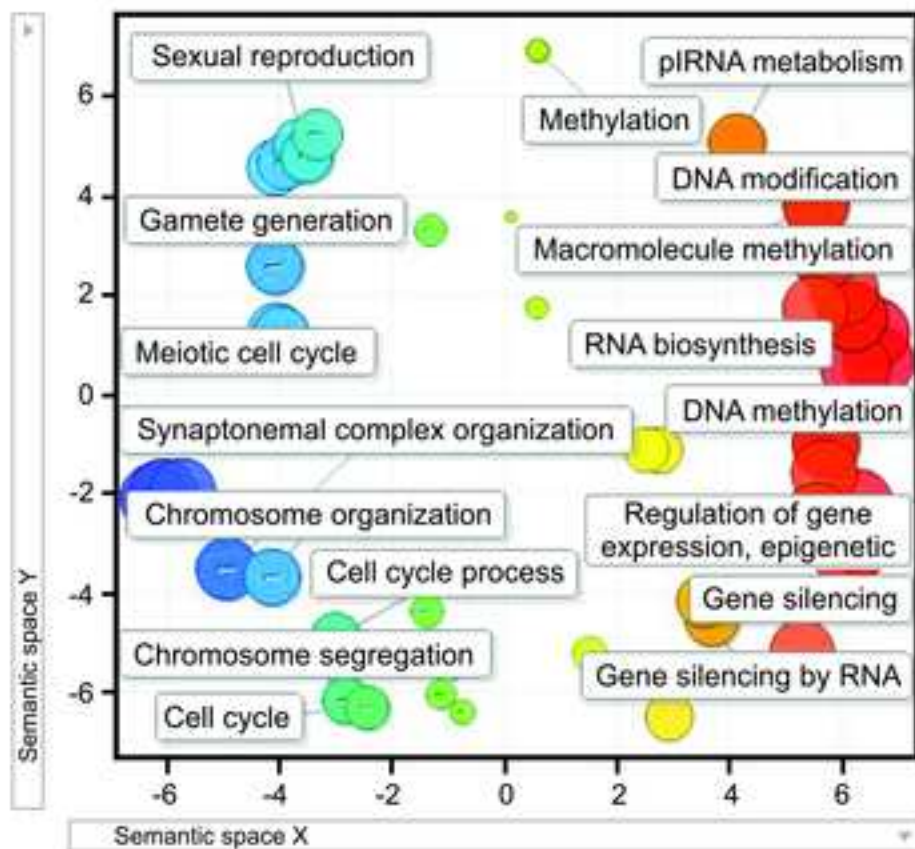 Sexual reproduction
pIRNA metabolism
6
Methylation
DNA modification
4
Gamete generation
Macromolecule methylation
2
Meiotic cell cycle
RNA biosynthesis
0
DNA methylation
Synaptonemal complex organization
-2
Chromosome organization
Regulation of gene
expression, epigenetic
Cell cycle process
-4
Gene silencing
Chromosome segregation
Gene silencing by RNA
-6
Cell cycle
Semantic space Y
-6 -4 -2 0 2 4 6
Semantic space X